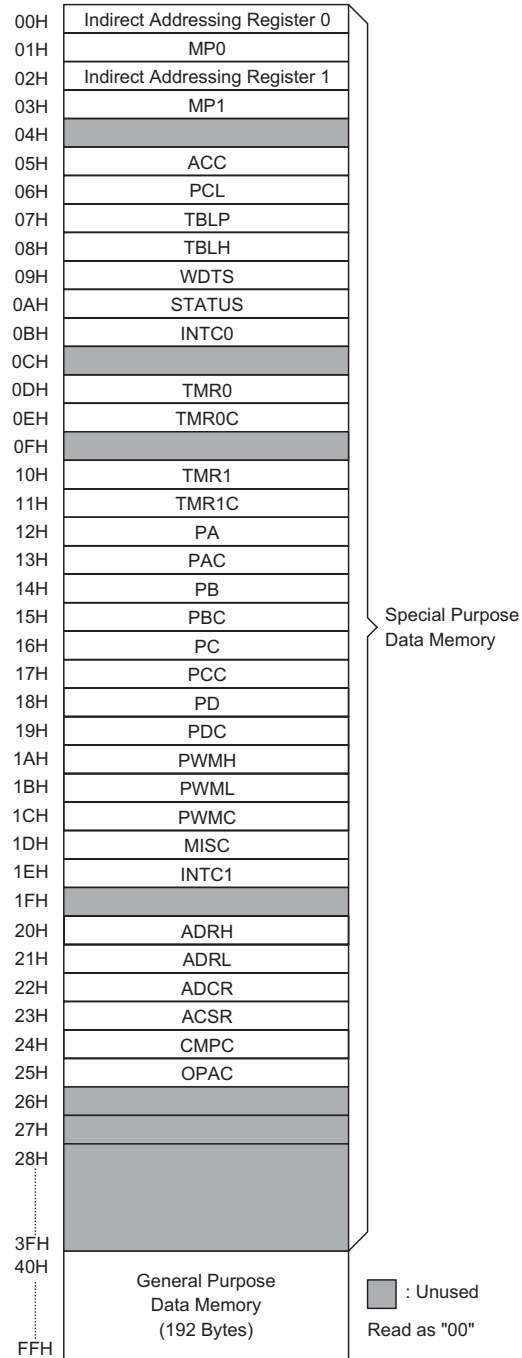 00H Indirect Addressing Register 0
01H MP0
02H Indirect Addressing Register 1
03H MP1
04H
05H ACC
06H PCL
07H TBLP
08H TBLH
09H WDTS
0AH STATUS
0BH INTC0
0CH
0DH TMR0
0EH TMR0C
0FH
10H TMR1
11H TMR1C
12H PA
13H PAC
14H PB
15H PBC
16H PC
17H PCC
18H PD
19H PDC
1AH PWMH
1BH PWML
1CH PWMC
1DH MISC
1EH INTC1
1FH
20H ADRH
21H ADRL
22H ADCR
23H ACSR
24H CMPC
25H OPAC
26H
27H
28H
3FH
40H
FFH
General Purpose
Data Memory
(192 Bytes)
Special Purpose
Data Memory
: Unused
Read as "00"